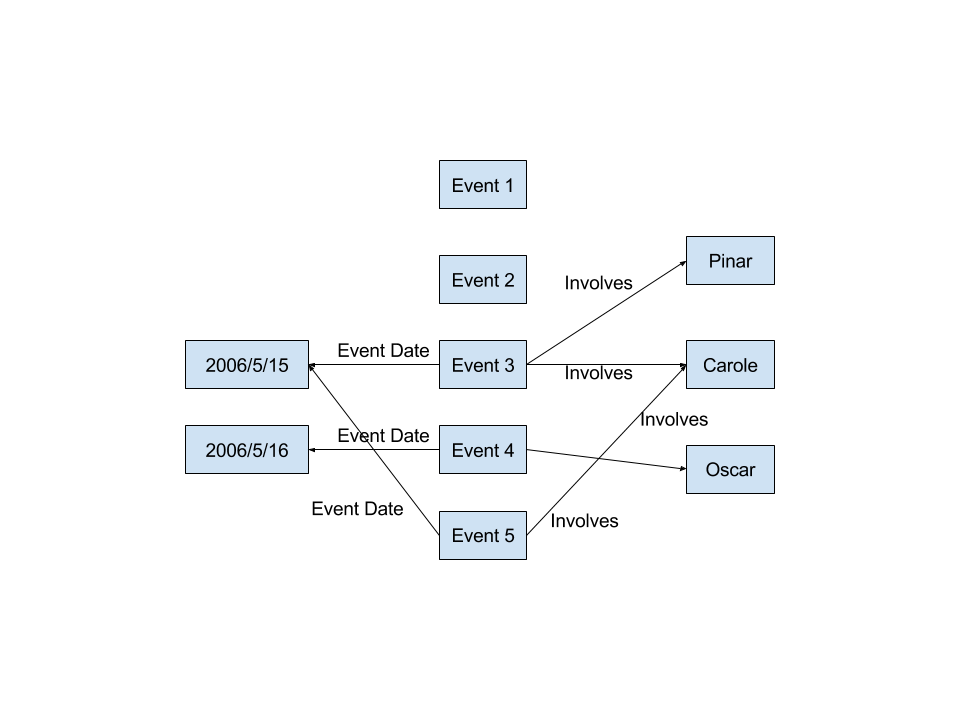 Event 1
Pinar
Event 2
Involves
2006/5/15
Event Date
Event 3
Involves
Carole
Involves
2006/5/16
Event Date
Event 4
Oscar
Event Date
Event 5
Involves